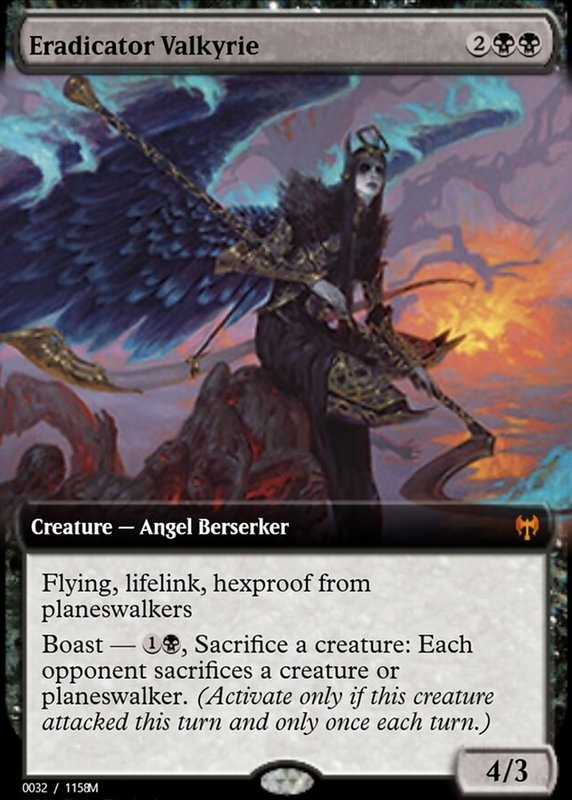 Eradicator Valkyrie 2
Creature — Angel Berserker
Flying, lifelink, hexproof from
planeswalkers
Boast — 1, Sacrifice a creature: Each
opponent sacrifices a creature or
planeswalker. (Activate only if this creature
attacked this turn and only once each turn.)
4/3
0032 / 1158M